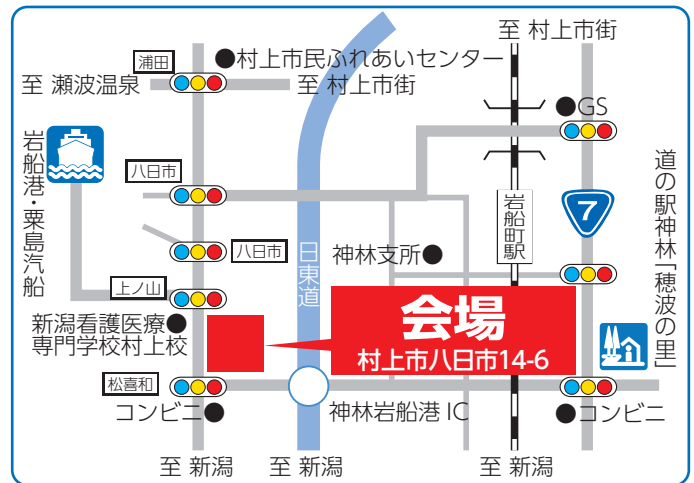 至 村上市街
浦田
●村上市民ふれあいセンター
至 瀬波温泉
至 村上市街
●GS
岩船港・粟島汽船
八日市
道の駅神林「穂波の里」
7
岩船町駅
八日市
日東道
神林支所●
上ノ山
会場
村上市八日市14-6
新潟看護医療●
専門学校村上校
松喜和
コンビニ●
神林岩船港 IC
●コンビニ
至 新潟
至 新潟
至 新潟